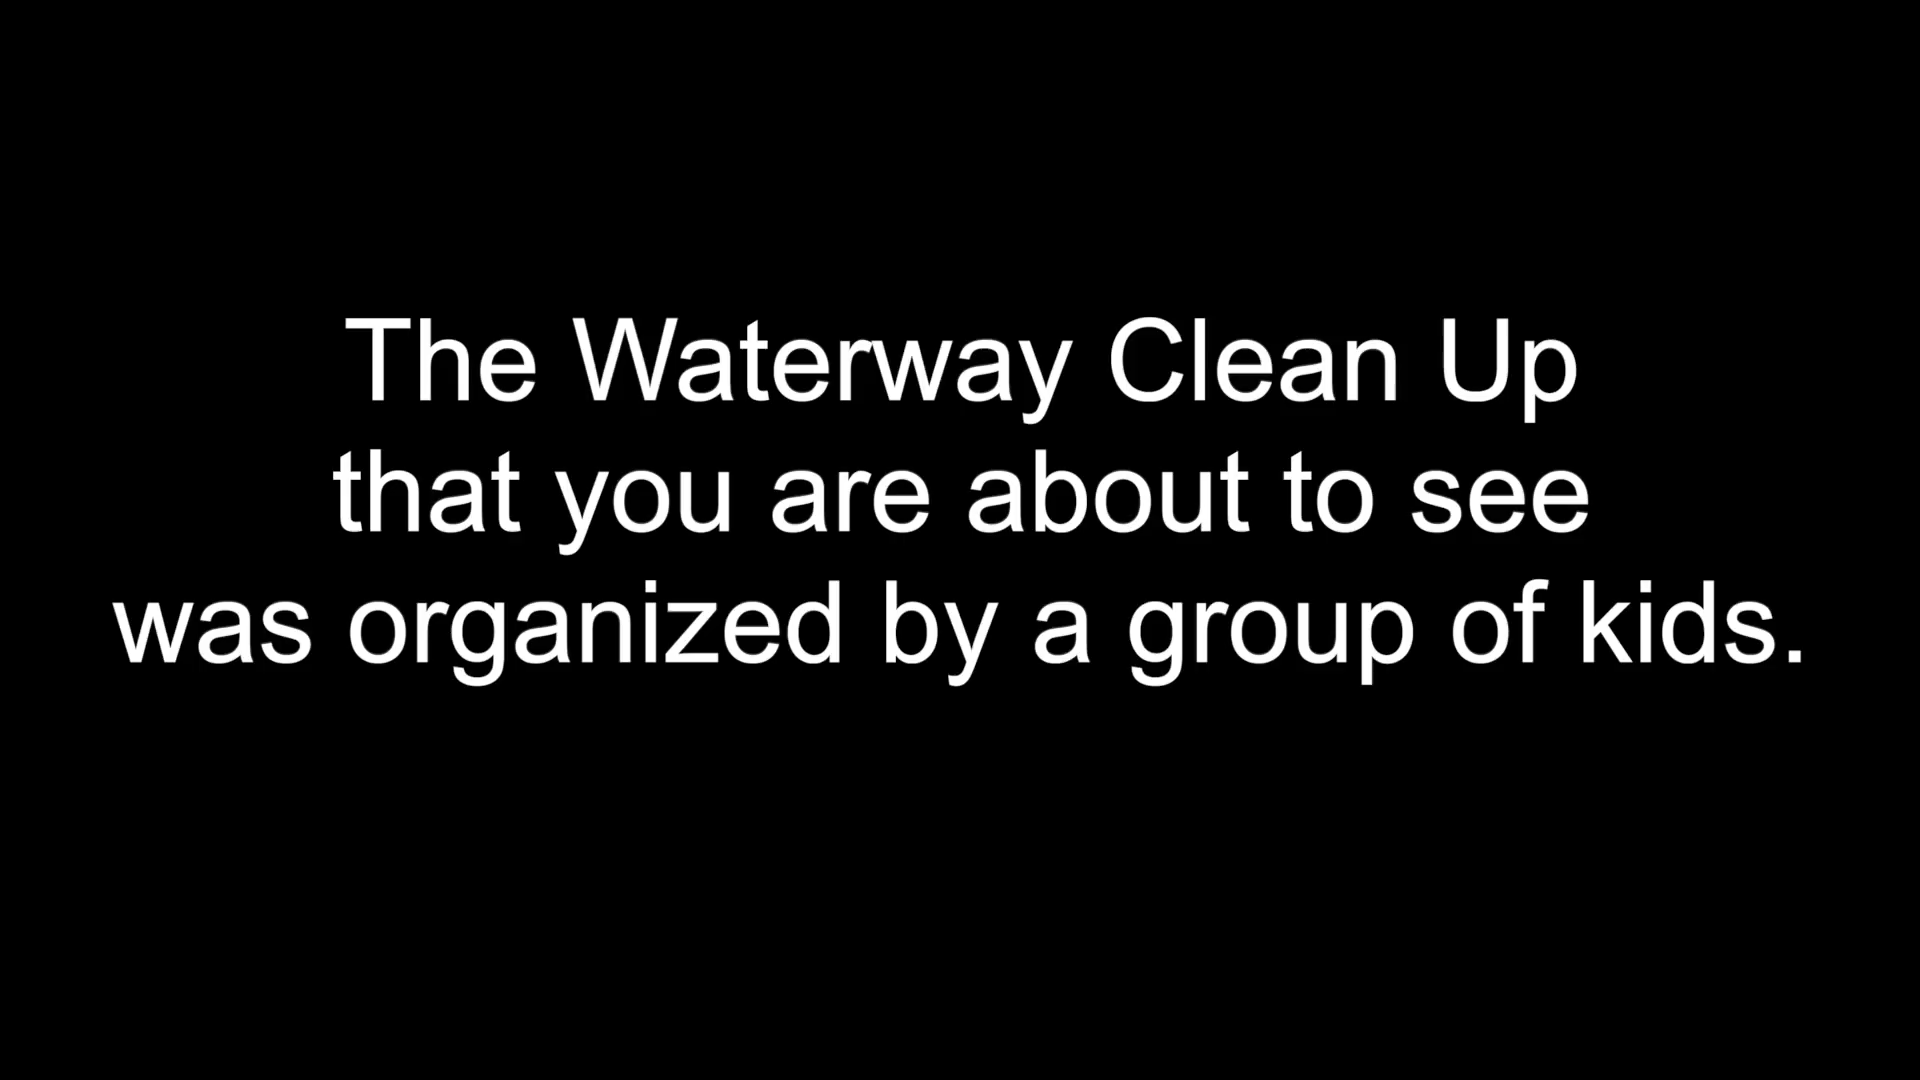 The Waterway Clean Up
that you are about to see
was organized by a group of kids.